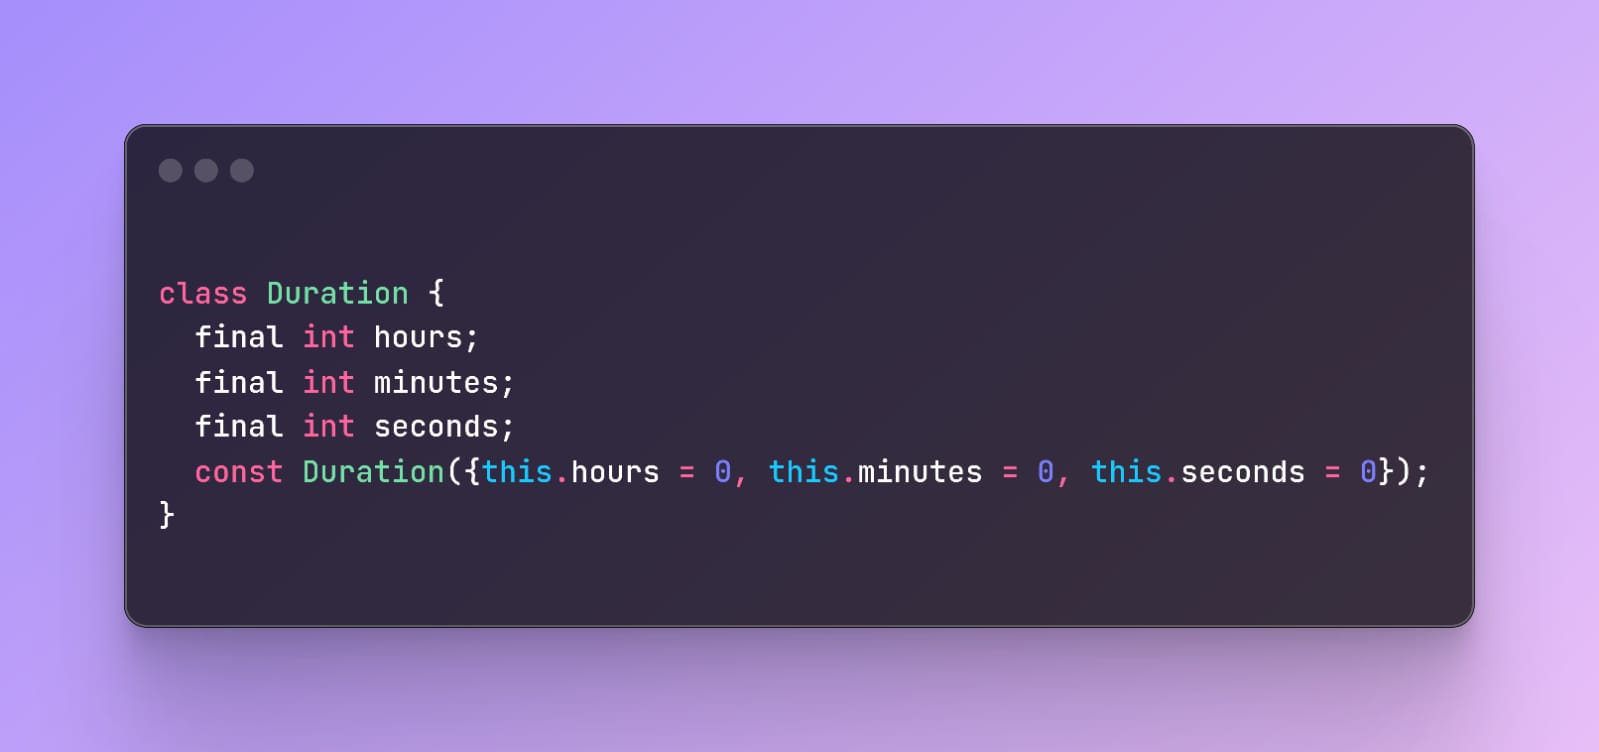 class Duration {
  final int hours;
  final int minutes;
  final int seconds;
  const Duration({this.hours = 0, this.minutes = 0, this.seconds = 0});
}